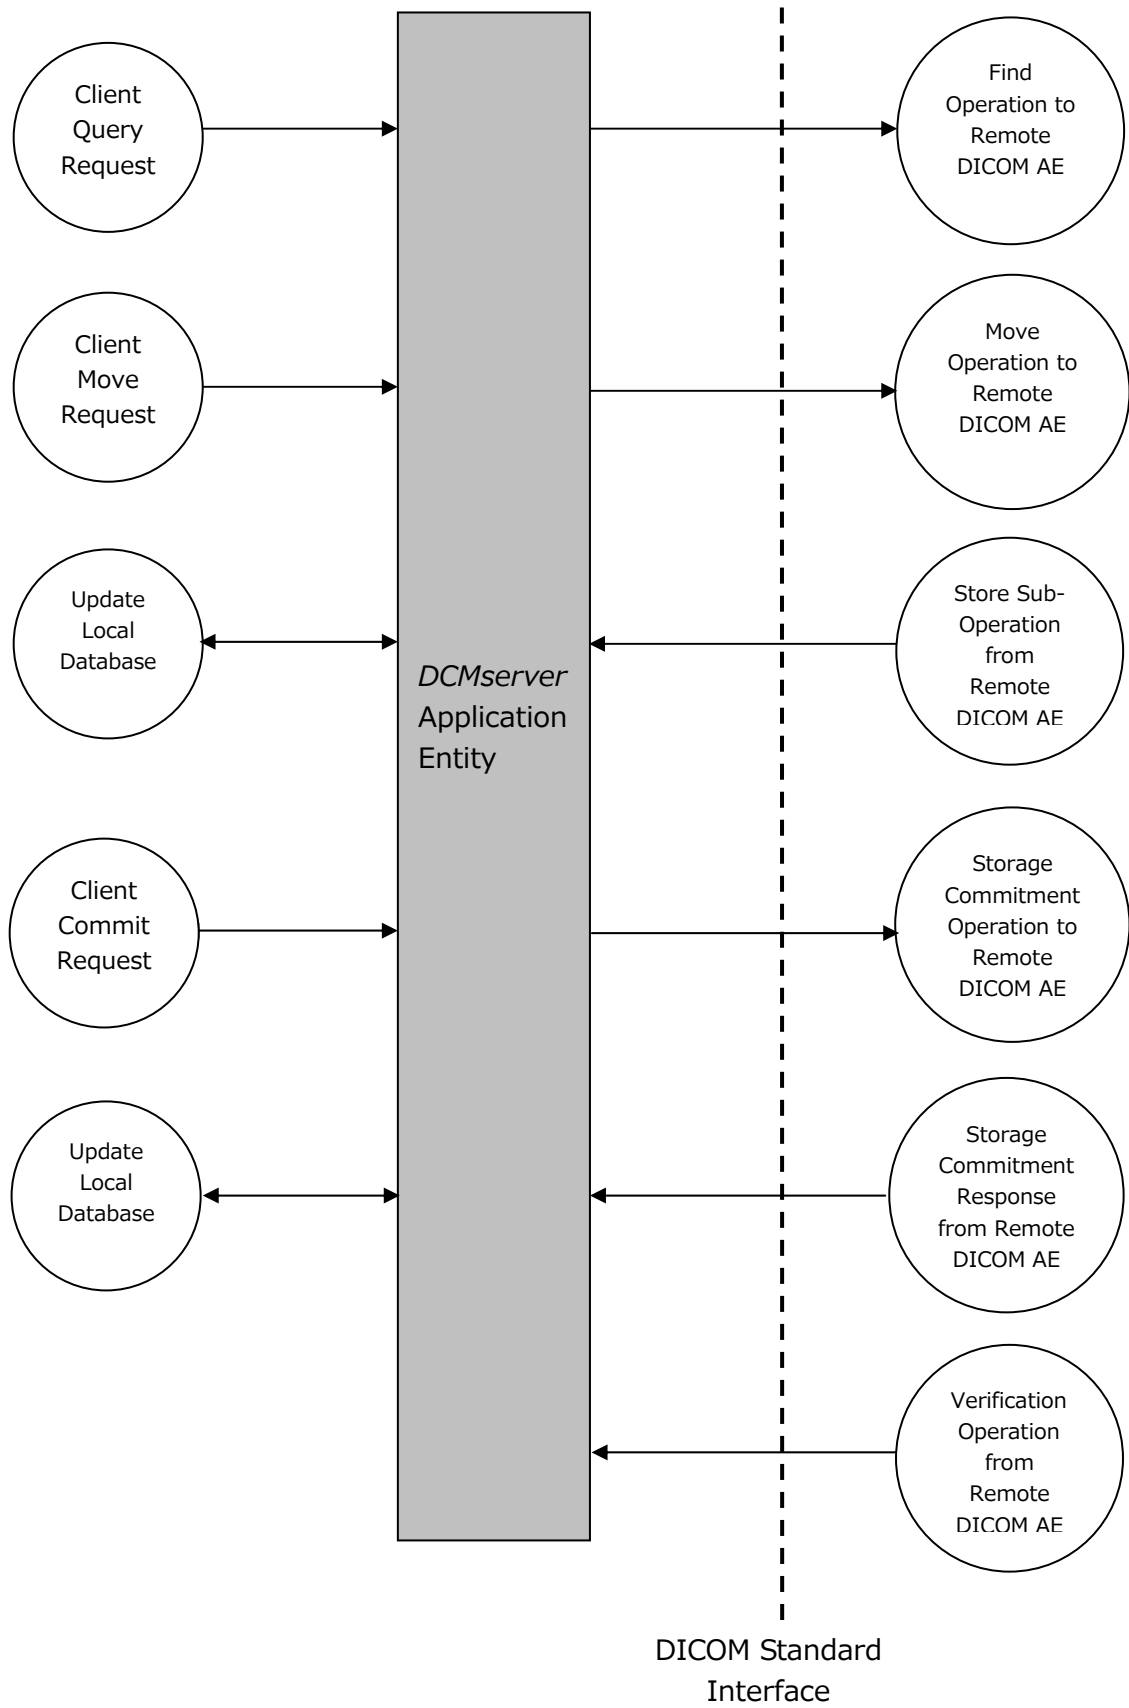 Client
Query
Request
Find
Operation to
Remote
DICOM AE
Client
Move
Request
Move
Operation to
Remote
DICOM AE
Update
Local
Database
DCMserver
Application
Entity
Store Sub-
Operation
from
Remote
DICOM AE
Client
Commit
Request
Storage
Commitment
Operation to
Remote
DICOM AE
Update
Local
Database
Storage
Commitment
Response
from Remote
DICOM AE
Verification
Operation
from
Remote
DICOM AE
DICOM Standard
Interface